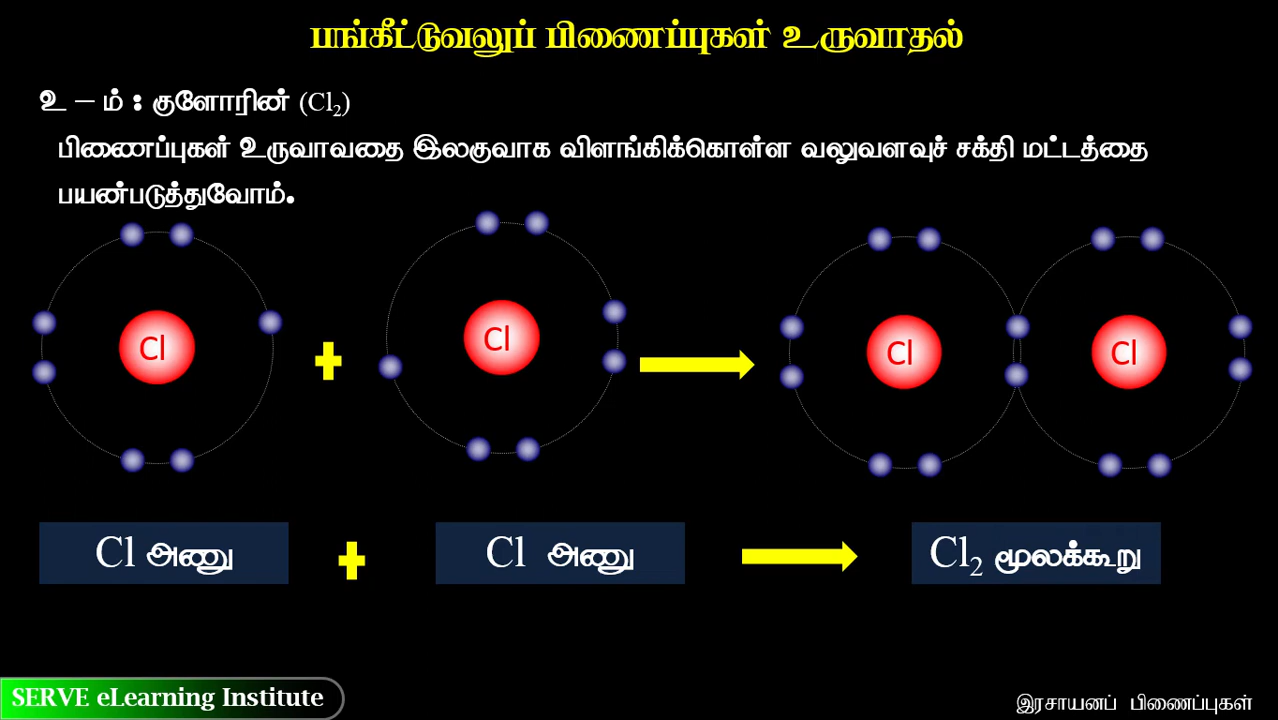 பங்கீட்டுவலுப் பிணைப்புகள் உருவாதல்
உ – ம் : குளோரின் (Cl₂)
பிணைப்புகள் உருவாவதை இலகுவாக விளங்கிக்கொள்ள வலுவளவுச் சக்தி மட்டத்தை
பயன்படுத்துவோம்.
Cl + Cl Cl Cl
Cl அணு + Cl அணு Cl₂ மூலக்கூறு
SERVE eLearning Institute
இரசாயனப் பிணைப்புகள்